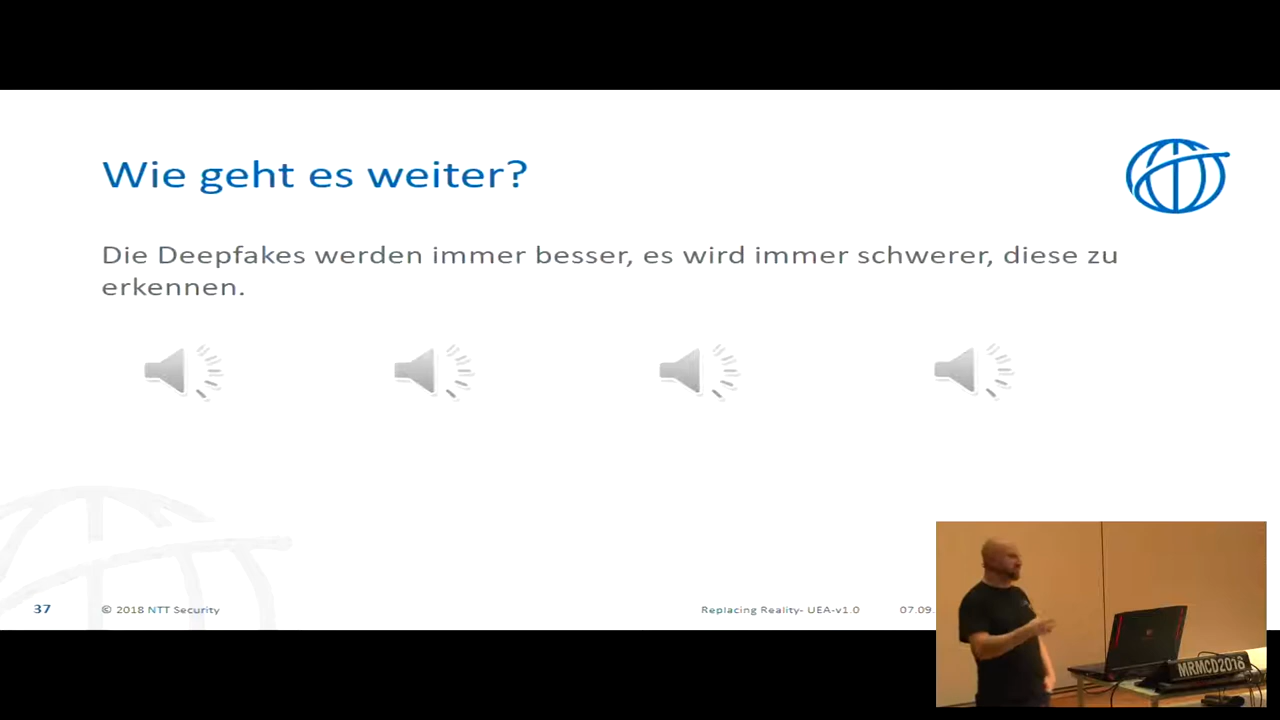 Wie geht es weiter?
Die Deepfakes werden immer besser, es wird immer schwerer, diese zu
erkennen.
37
© 2018 NTT Security
Replacing Reality- UEA-v1.0
07.09.
MRMCD2018